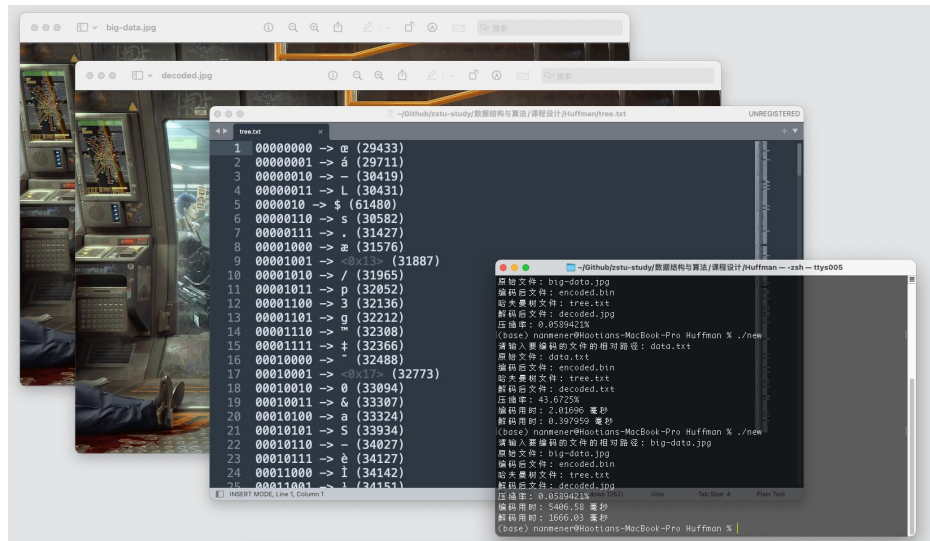 big-data.jpg
搜索
decoded.jpg
搜索
~/Github/zstu-study/数据结构与算法/课程设计/Huffman/tree.txt
UNREGISTERED
tree.txt
1 00000000 -> œ (29433)
2 00000001 -> á (29711)
3 00000010 -> — (30419)
4 00000011 -> L (30431)
5 0000010 -> $ (61480)
6 00000110 -> s (30582)
7 00000111 -> . (31427)
8 00001000 -> æ (31576)
9 00001001 -> <0x13> (31887)
10 00001010 -> / (31965)
11 00001011 -> p (32052)
12 00001100 -> 3 (32136)
13 00001101 -> g (32212)
14 00001110 -> ™ (32308)
15 00001111 -> ‡ (32366)
16 00010000 -> ˜ (32488)
17 00010001 -> <0x17> (32773)
18 00010010 -> 0 (33094)
19 00010011 -> & (33307)
20 00010100 -> a (33324)
21 00010101 -> S (33934)
22 00010110 -> – (34027)
23 00010111 -> è (34127)
24 00011000 -> Ì (34142)
25 00011001 -> (34151)
INSERT MODE, Line 1, Column 1
1252)
Unix
Tab Size: 4
Plain Text
~/Github/zstu-study/数据结构与算法/课程设计/Huffman — -zsh — ttys005
原始文件: big-data.jpg
编码后文件: encoded.bin
哈夫曼树文件: tree.txt
解码后文件: decoded.jpg
压缩率: 0.0589421%
(base) nanmener@Haotians-MacBook-Pro Huffman % ./new
请输入要编码的文件的相对路径: data.txt
原始文件: data.txt
编码后文件: encoded.bin
哈夫曼树文件: tree.txt
解码后文件: decoded.txt
压缩率: 43.6725%
编码用时: 2.01696 毫秒
解码用时: 0.397959 毫秒
(base) nanmener@Haotians-MacBook-Pro Huffman % ./new
请输入要编码的文件的相对路径: big-data.jpg
原始文件: big-data.jpg
编码后文件: encoded.bin
哈夫曼树文件: tree.txt
解码后文件: decoded.jpg
压缩率: 0.0589421%
编码用时: 5406.58 毫秒
解码用时: 1666.03 毫秒
(base) nanmener@Haotians-MacBook-Pro Huffman %